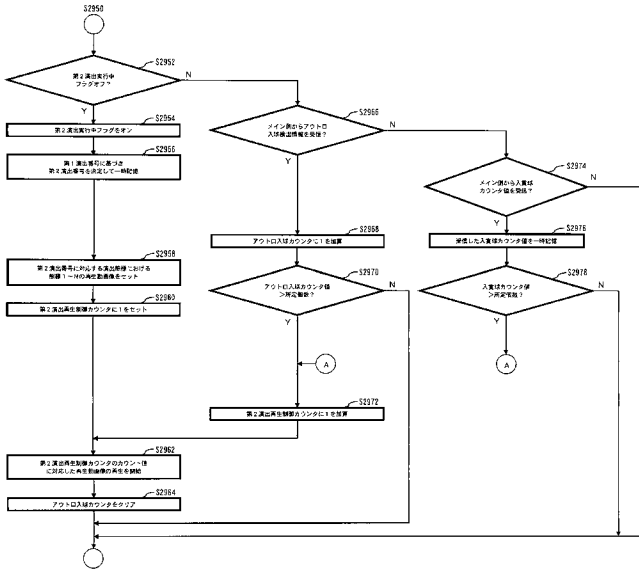 S2950
S2952
第2演出実行中
フラグオフ?
N
Y
S2954
第2演出実行中フラグをオン
S2956
第1演出番号に基づき
第2演出番号を決定して一時記憶
S2958
第2演出番号に対応する演出態様における
態様1~Nの再生動画像をセット
S2960
第2演出再生制御カウンタに1をセット
S2962
第2演出再生制御カウンタのカウント値
に対応した再生動画像の再生を開始
S2964
アウトロ入球カウンタをクリア
S2966
メイン側からアウトロ
入球検出情報を受信?
N
Y
S2968
アウトロ入球カウンタに1を加算
S2970
アウトロ入球カウンタ値
>所定個数?
N
Y
A
S2972
第2演出再生制御カウンタに1を加算
S2974
メイン側から入賞球
カウンタ値を受信?
N
Y
S2976
受信した入賞球カウンタ値を一時記憶
S2978
入賞球カウンタ値
>所定個数?
N
Y
A